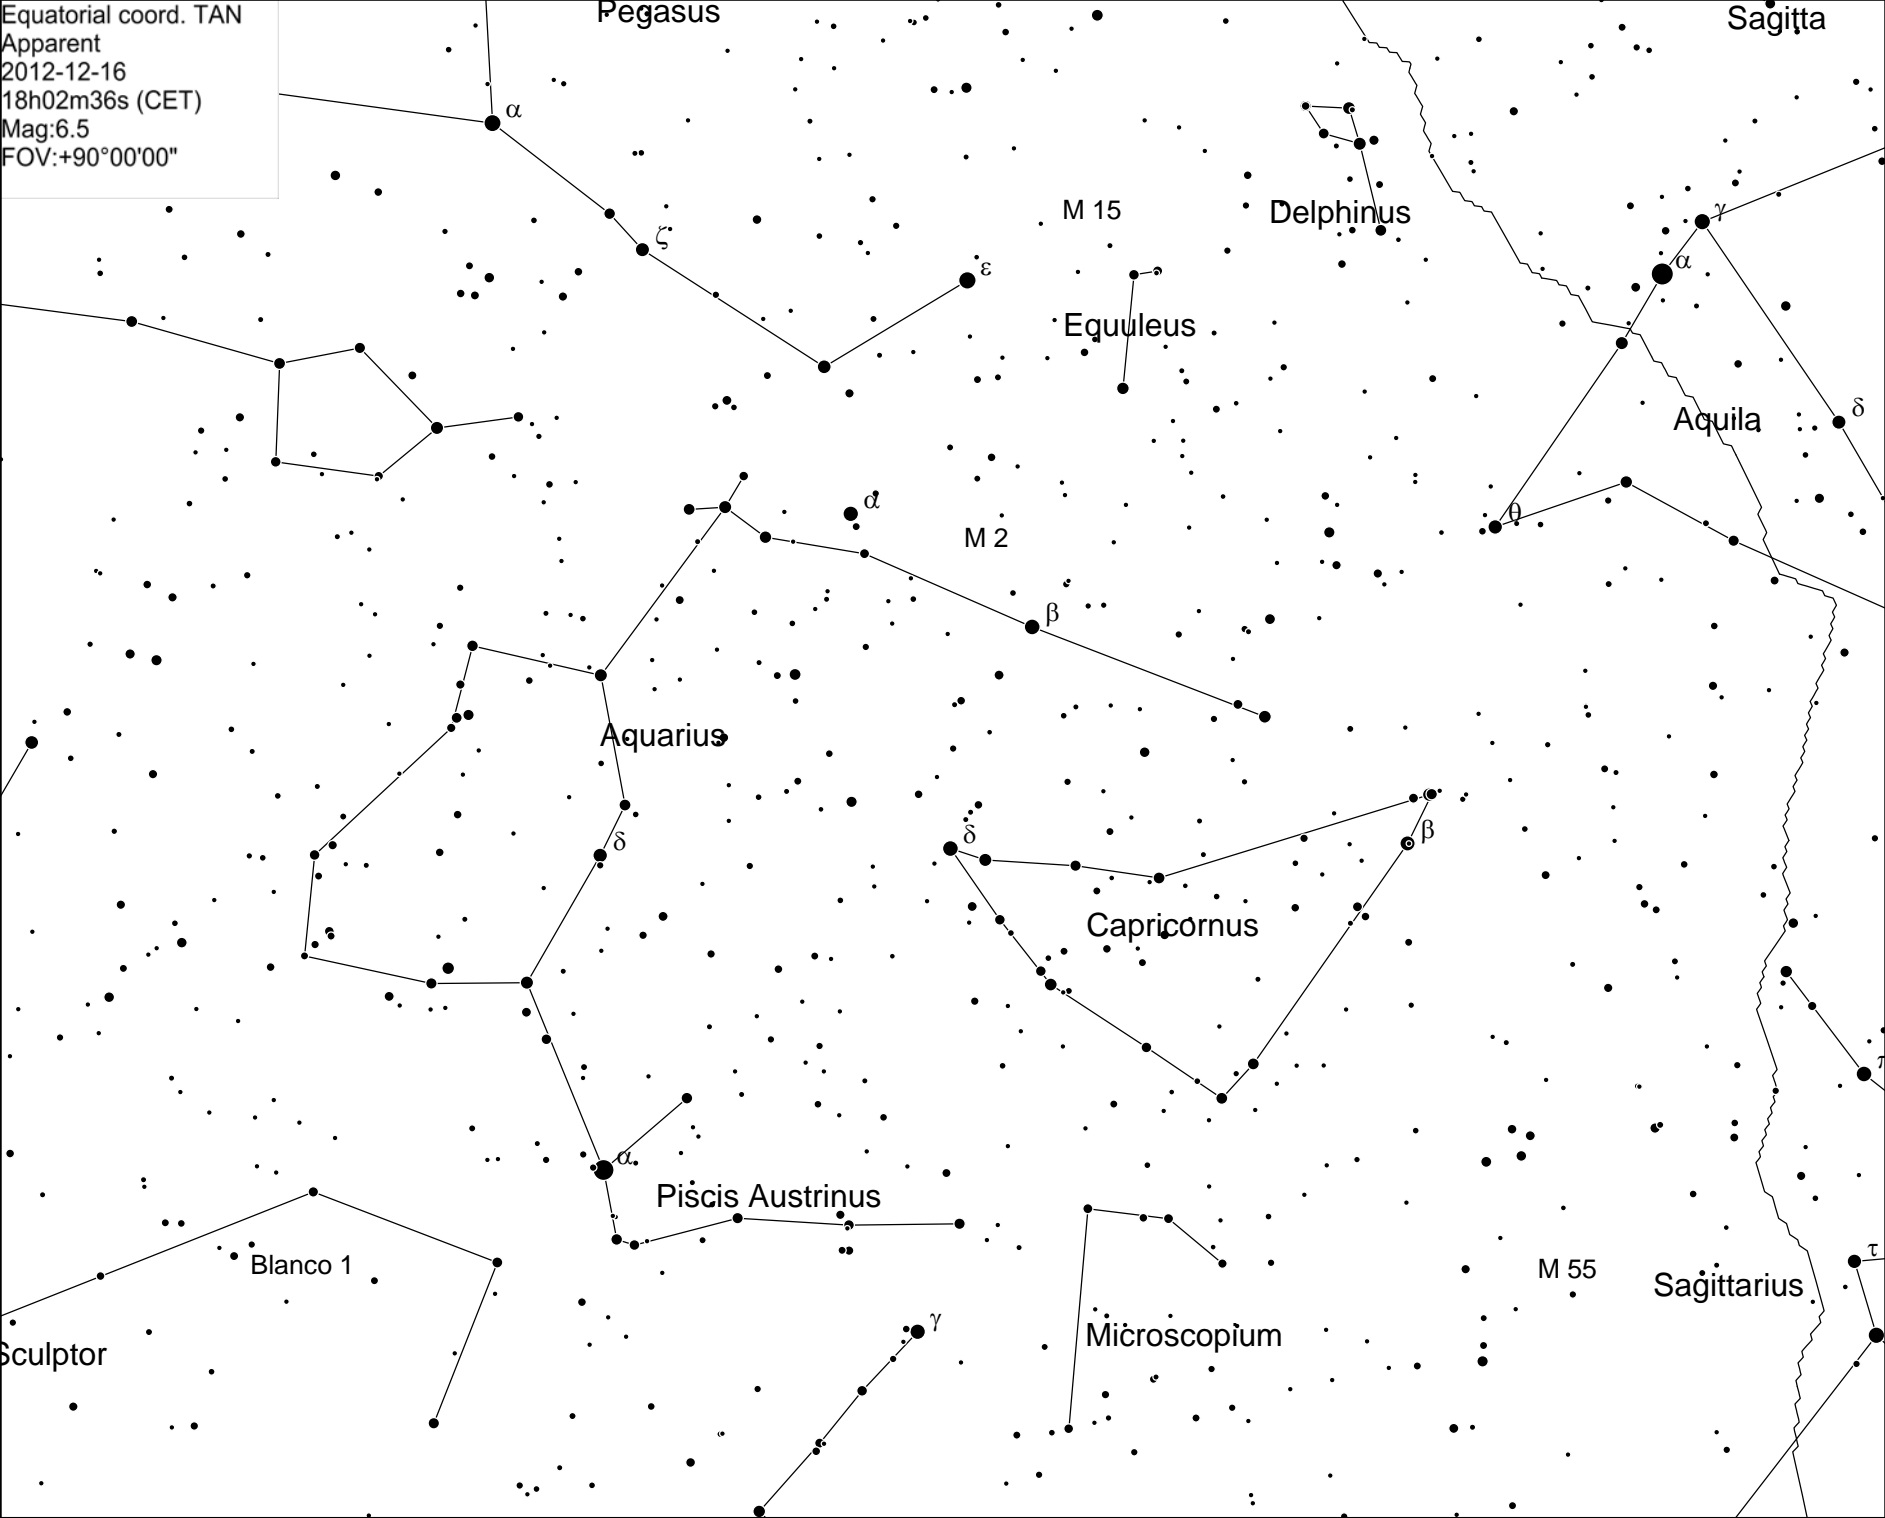 Equatorial coord. TAN
Apparent
2012-12-16
18h02m36s (CET)
Mag:6.5
FOV:+90°00'00"
Pegasus
Sagitta
α
M 15
Delphinus
γ
ζ
α
ε
Equuleus
Aquila
δ
α
θ
M 2
β
Aquarius
δ
δ
β
Capricornus
α
Piscis Austrinus
τ
Blanco 1
M 55
Sagittarius
γ
Microscopium
Sculptor